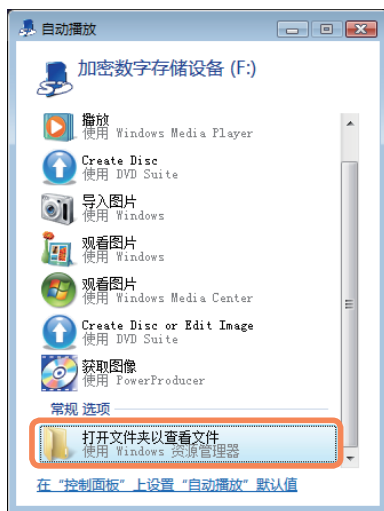 自动播放
加密数字存储设备 (F:)
播放
使用 Windows Media Player
Create Disc
使用 DVD Suite
导入图片
使用 Windows
观看图片
使用 Windows
观看图片
使用 Windows Media Center
Create Disc or Edit Image
使用 DVD Suite
获取图像
使用 PowerProducer
常规 选项
打开文件夹以查看文件
使用 Windows 资源管理器
在“控制面板”上设置“自动播放”默认值